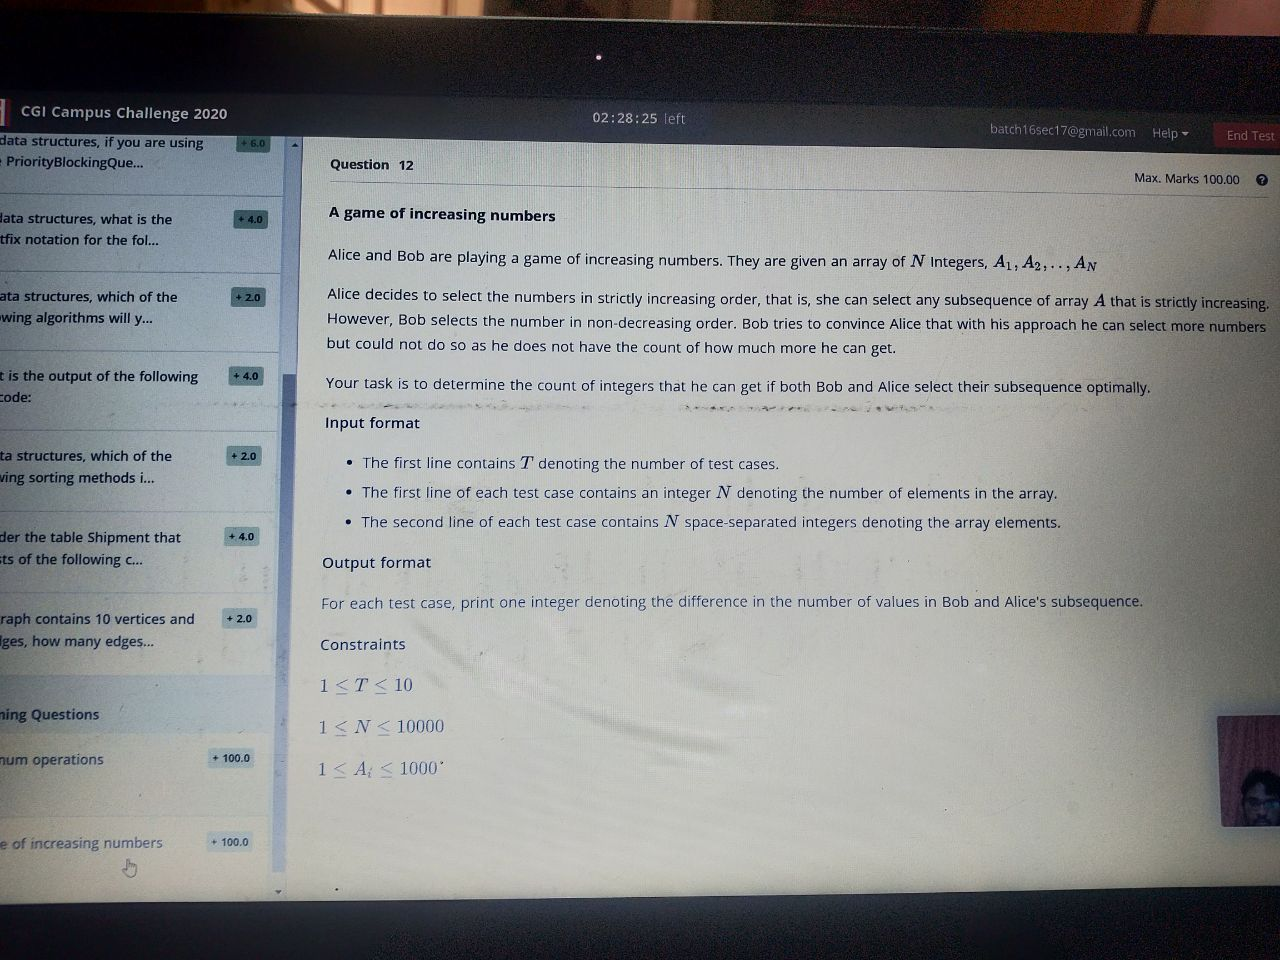 CGI Campus Challenge 2020
02:28:25 left
batch16sec17@gmail.com Help
End Test
data structures, if you are using
+ 6.0
PriorityBlockingQue...
data structures, what is the
+ 4.0
tfix notation for the fol...
ata structures, which of the
+ 2.0
wing algorithms will y...
t is the output of the following
+ 4.0
code:
ta structures, which of the
+ 2.0
ving sorting methods i...
der the table Shipment that
+ 4.0
sts of the following c...
raph contains 10 vertices and
+ 2.0
lges, how many edges...
ning Questions
num operations
+ 100.0
e of increasing numbers
+ 100.0
Question 12
Max. Marks 100.00
A game of increasing numbers
Alice and Bob are playing a game of increasing numbers. They are given an array of N Integers, A₁, A₂, . . , A_N
Alice decides to select the numbers in strictly increasing order, that is, she can select any subsequence of array A that is strictly increasing.
However, Bob selects the number in non-decreasing order. Bob tries to convince Alice that with his approach he can select more numbers
but could not do so as he does not have the count of how much more he can get.
Your task is to determine the count of integers that he can get if both Bob and Alice select their subsequence optimally.
Input format
• The first line contains T denoting the number of test cases.
• The first line of each test case contains an integer N denoting the number of elements in the array.
• The second line of each test case contains N space-separated integers denoting the array elements.
Output format
For each test case, print one integer denoting the difference in the number of values in Bob and Alice's subsequence.
Constraints
1 ≤ T ≤ 10
1 ≤ N ≤ 10000
1 ≤ Aᵢ ≤ 1000